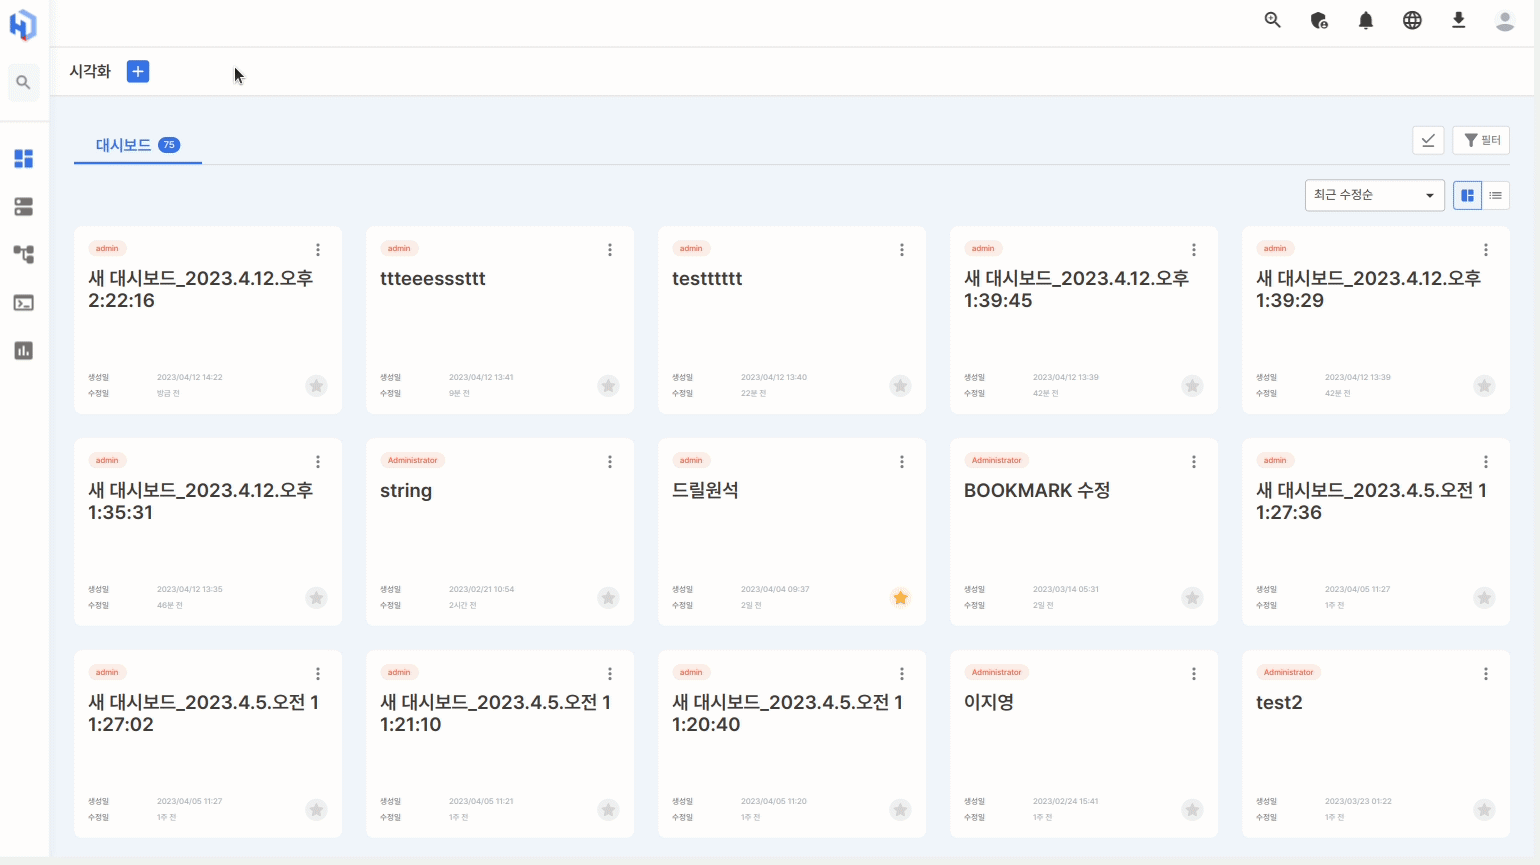 시각화
대시보드 75
필터
최근 수정순
admin
새 대시보드_2023.4.12.오후
2:22:16
생성일 2023/04/12 14:22
수정일 방금 전
admin
ttteeesssttt
생성일 2023/04/12 13:41
수정일 9분 전
admin
testttttt
생성일 2023/04/12 13:40
수정일 22분 전
admin
새 대시보드_2023.4.12.오후
1:39:45
생성일 2023/04/12 13:39
수정일 42분 전
admin
새 대시보드_2023.4.12.오후
1:39:29
생성일 2023/04/12 13:39
수정일 42분 전
admin
새 대시보드_2023.4.12.오후
1:35:31
생성일 2023/04/12 13:35
수정일 46분 전
Administrator
string
생성일 2023/02/21 10:54
수정일 2시간 전
admin
드릴원석
생성일 2023/04/04 09:37
수정일 2일 전
Administrator
BOOKMARK 수정
생성일 2023/03/14 05:31
수정일 2일 전
admin
새 대시보드_2023.4.5.오전 1
1:27:36
생성일 2023/04/05 11:27
수정일 1주 전
admin
새 대시보드_2023.4.5.오전 1
1:27:02
생성일 2023/04/05 11:27
수정일 1주 전
admin
새 대시보드_2023.4.5.오전 1
1:21:10
생성일 2023/04/05 11:21
수정일 1주 전
admin
새 대시보드_2023.4.5.오전 1
1:20:40
생성일 2023/04/05 11:20
수정일 1주 전
Administrator
이지영
생성일 2023/02/24 15:41
수정일 1주 전
Administrator
test2
생성일 2023/03/23 01:22
수정일 1주 전